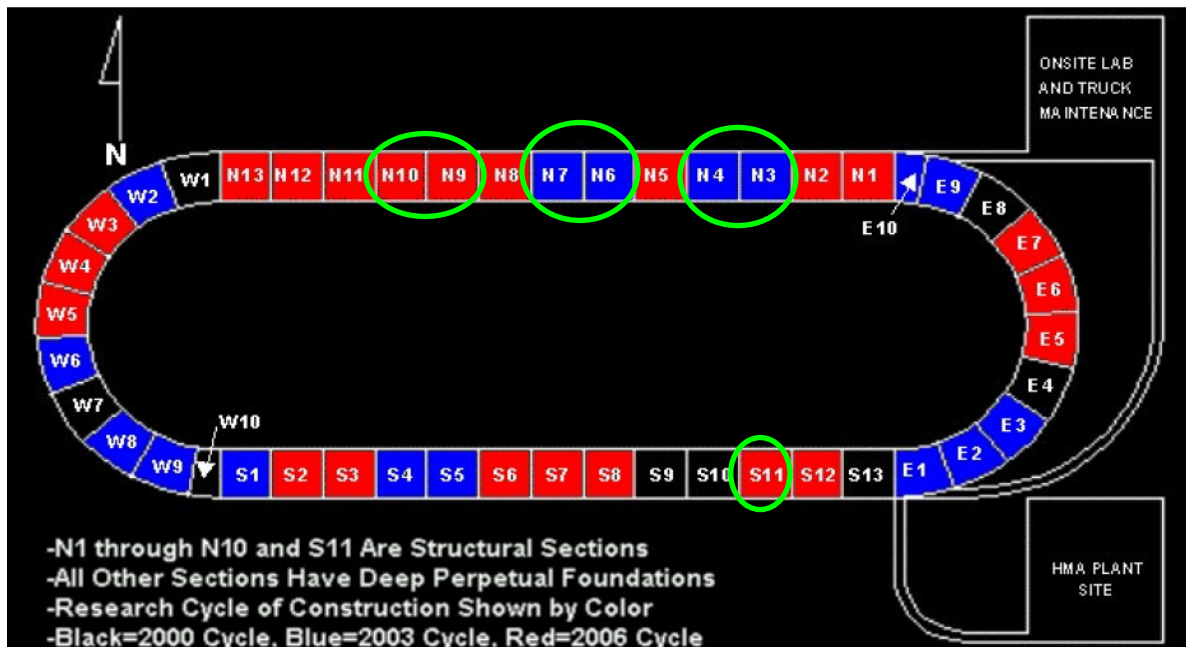 ONSITE LAB
AND TRUCK
MAINTENANCE
N
W1 N13 N12 N11 N10 N9 N8 N7 N6 N5 N4 N3 N2 N1
E10
E9
E8
E7
E6
E5
E4
E3
E2
E1
W2
W3
W4
W5
W6
W7
W8
W9
W10
S1 S2 S3 S4 S5 S6 S7 S8 S9 S10 S11 S12 S13
HMA PLANT
SITE
-N1 through N10 and S11 Are Structural Sections
-All Other Sections Have Deep Perpetual Foundations
-Research Cycle of Construction Shown by Color
-Black=2000 Cycle, Blue=2003 Cycle, Red=2006 Cycle